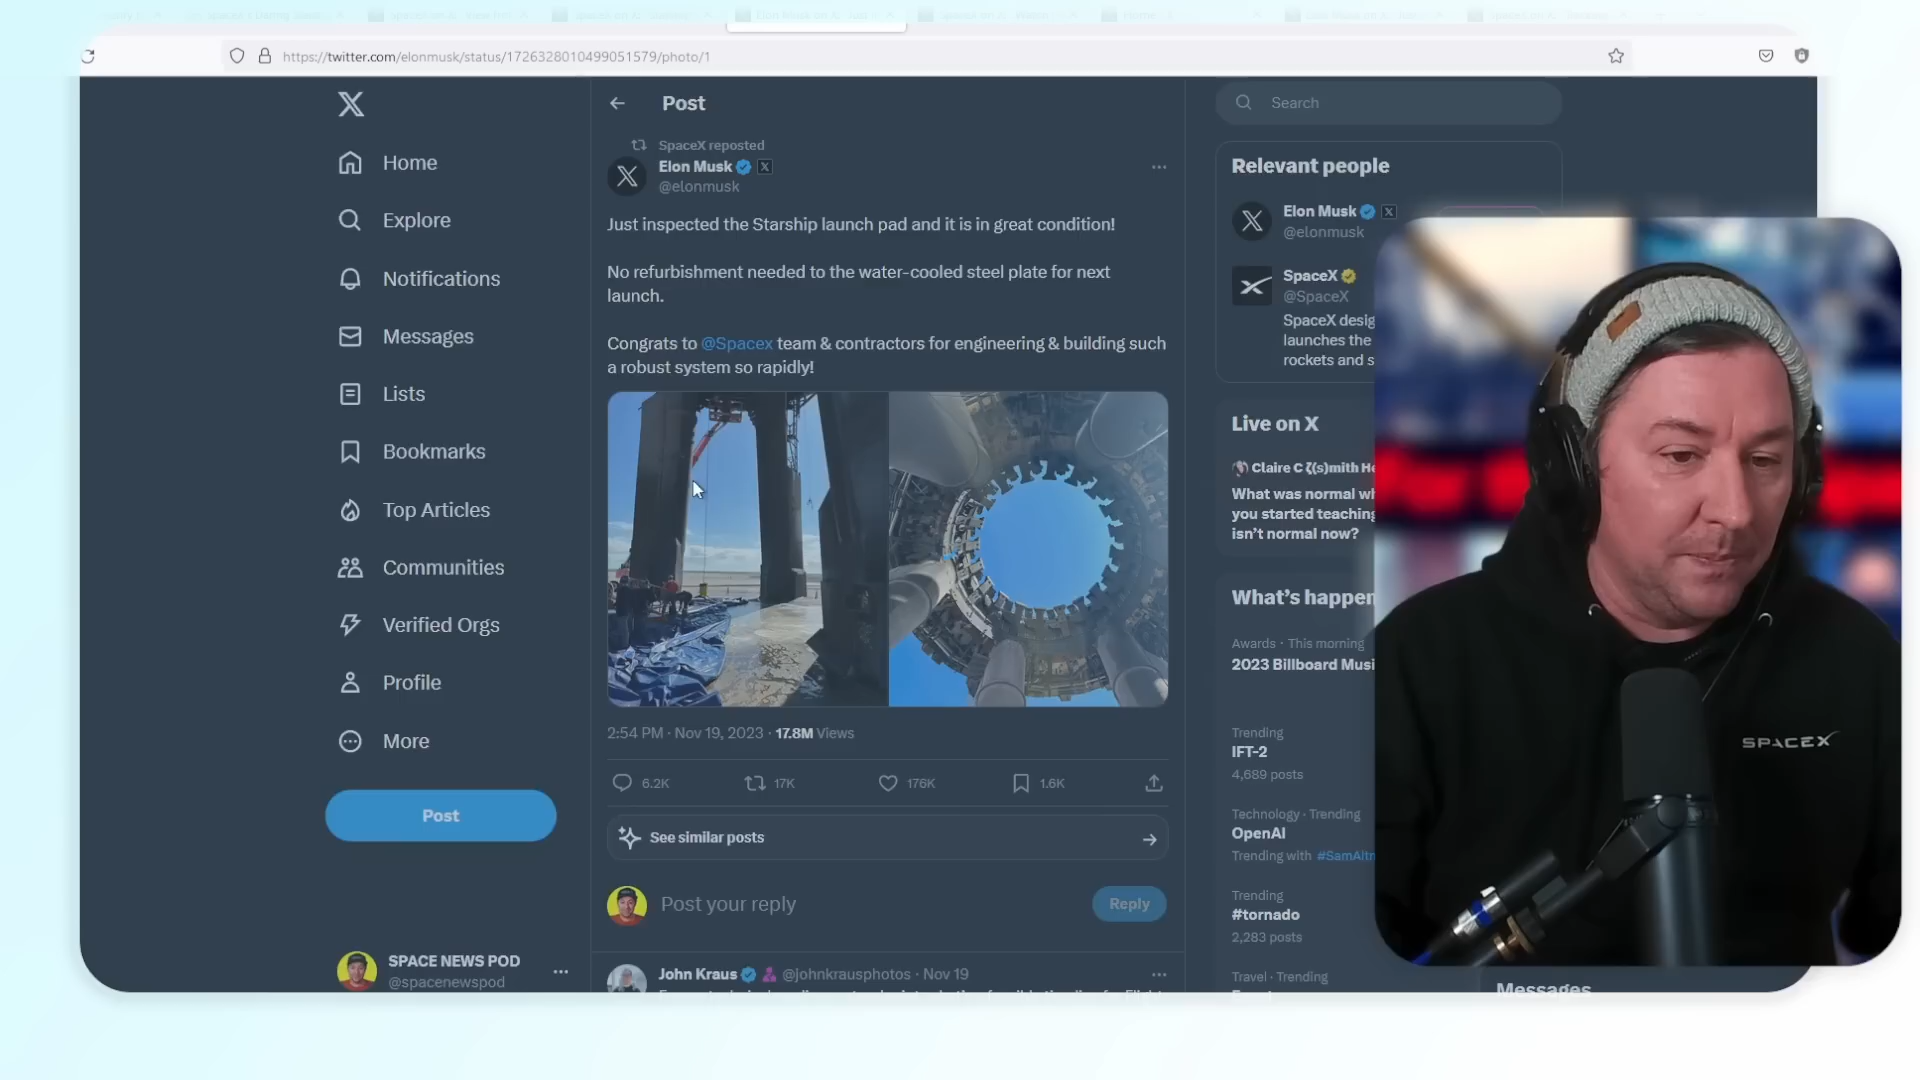 https://twitter.com/elonmusk/status/1726328010499051579/photo/1
Home
Explore
Notifications
Messages
Lists
Bookmarks
Top Articles
Communities
Verified Orgs
Profile
More
Post
SPACE NEWS POD
@spacenewspod
Post
SpaceX reposted
Elon Musk
@elonmusk
Just inspected the Starship launch pad and it is in great condition!
No refurbishment needed to the water-cooled steel plate for next
launch.
Congrats to @Spacex team & contractors for engineering & building such
a robust system so rapidly!
2:54 PM · Nov 19, 2023 · 17.8M Views
6.2K 17K 176K 1.6K
See similar posts
Post your reply
Reply
John Kraus @johnkrausphotos · Nov 19
Search
Relevant people
Elon Musk
@elonmusk
SpaceX
@SpaceX
SpaceX
launches the
rockets and
Live on X
Claire C ζ(s)mith
What was normal
you started teaching
isn't normal now?
What's
Awards · This morning
2023 Billboard
Trending
IFT-2
4,689 posts
Technology · Trending
OpenAI
Trending with
Trending
#tornado
2,283 posts
Travel · Trending
Messages
SPACEX